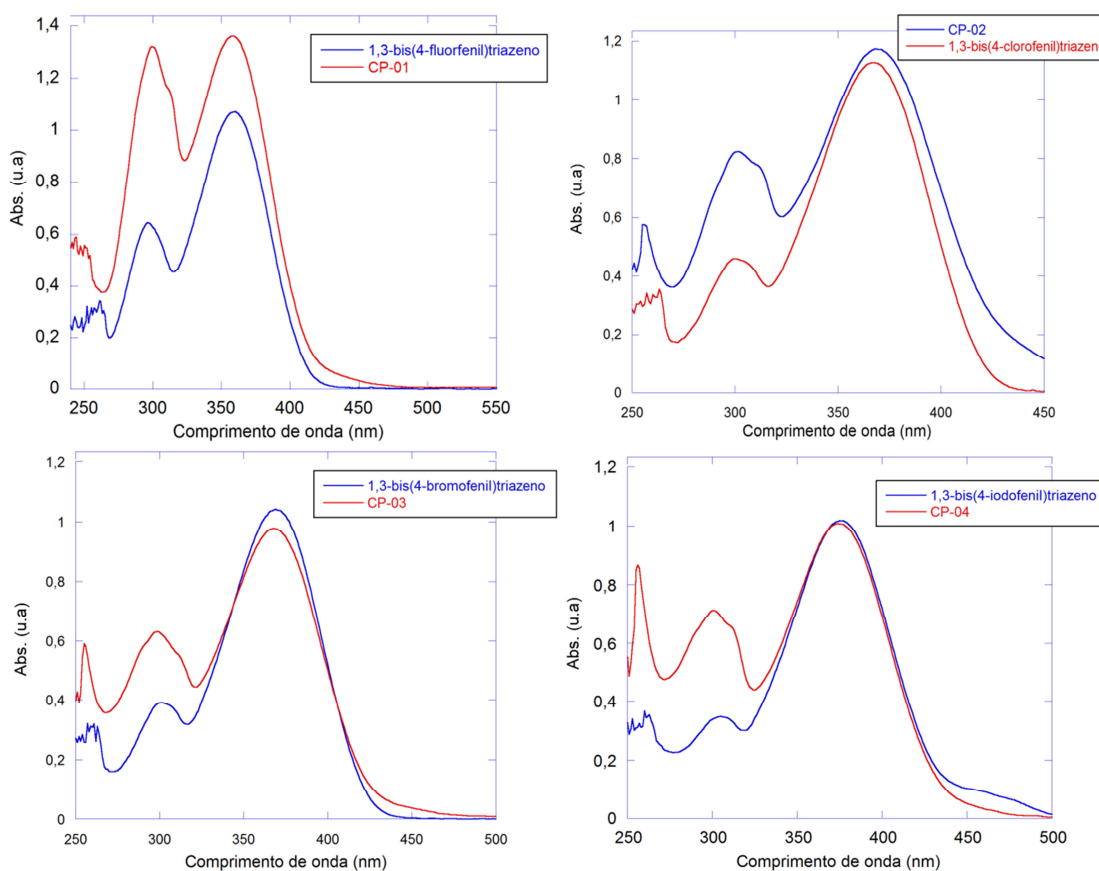 1,4
1,2
1
0,8
0,6
0,4
0,2
0
Abs. (u.a)
1,3-bis(4-fluorfenil)triazeno
CP-01
250 300 350 400 450 500 550
Comprimento de onda (nm)
1,2
1
0,8
0,6
0,4
0,2
0
Abs. (u.a)
CP-02
1,3-bis(4-clorofenil)triazen
250 300 350 400 450
Comprimento de onda (nm)
1,2
1
0,8
0,6
0,4
0,2
0
Abs. (u.a)
1,3-bis(4-bromofenil)triazeno
CP-03
250 300 350 400 450 500
Comprimento de onda (nm)
1,2
1
0,8
0,6
0,4
0,2
0
Abs. (u.a)
1,3-bis(4-iodofenil)triazeno
CP-04
250 300 350 400 450 500
Comprimento de onda (nm)